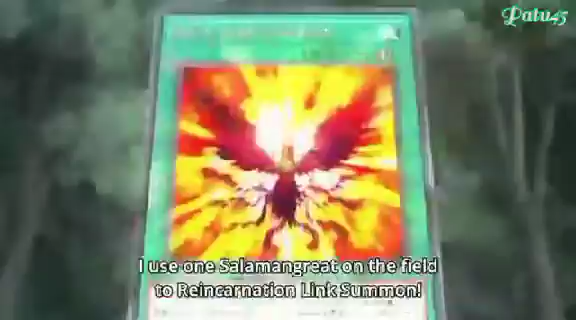 Patu45
I use one Salamangreat on the field
to Reincarnation Link Summon!